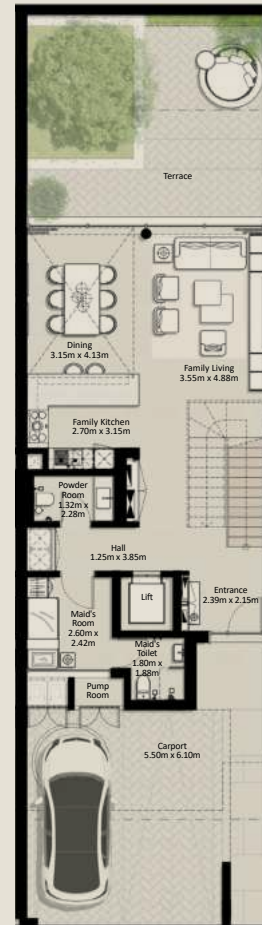 Terrace
Dining
3.15m x 4.13m
Family Living
3.55m x 4.88m
Family Kitchen
2.70m x 3.15m
Powder
Room
1.32m x
2.28m
Hall
1.25m x 3.85m
Lift
Entrance
2.39m x 2.15m
Maid's
Room
2.60m x
2.42m
Maid's
Toilet
1.80m x
1.88m
Pump
Room
Carport
5.50m x 6.10m